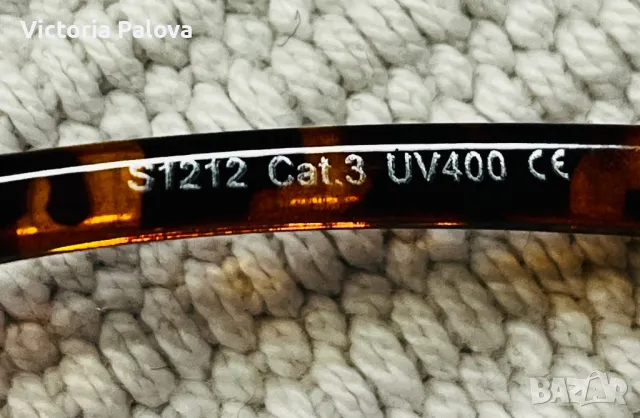 Victoria Palova
S1212 Cat.3 UV400 CE
bazar